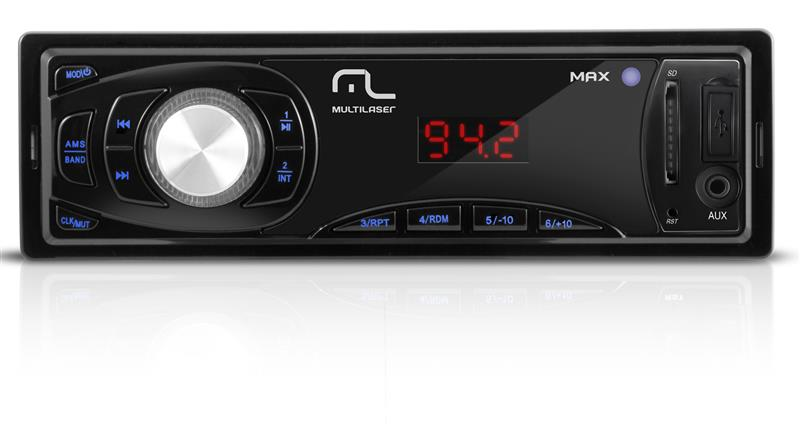 MOD/⏻
AMS
BAND
CLK/MUT
1
2
INT
MULTILASER
94.2
MAX
SD
3/RPT
4/RDM
5/-10
6/+10
RST
AUX